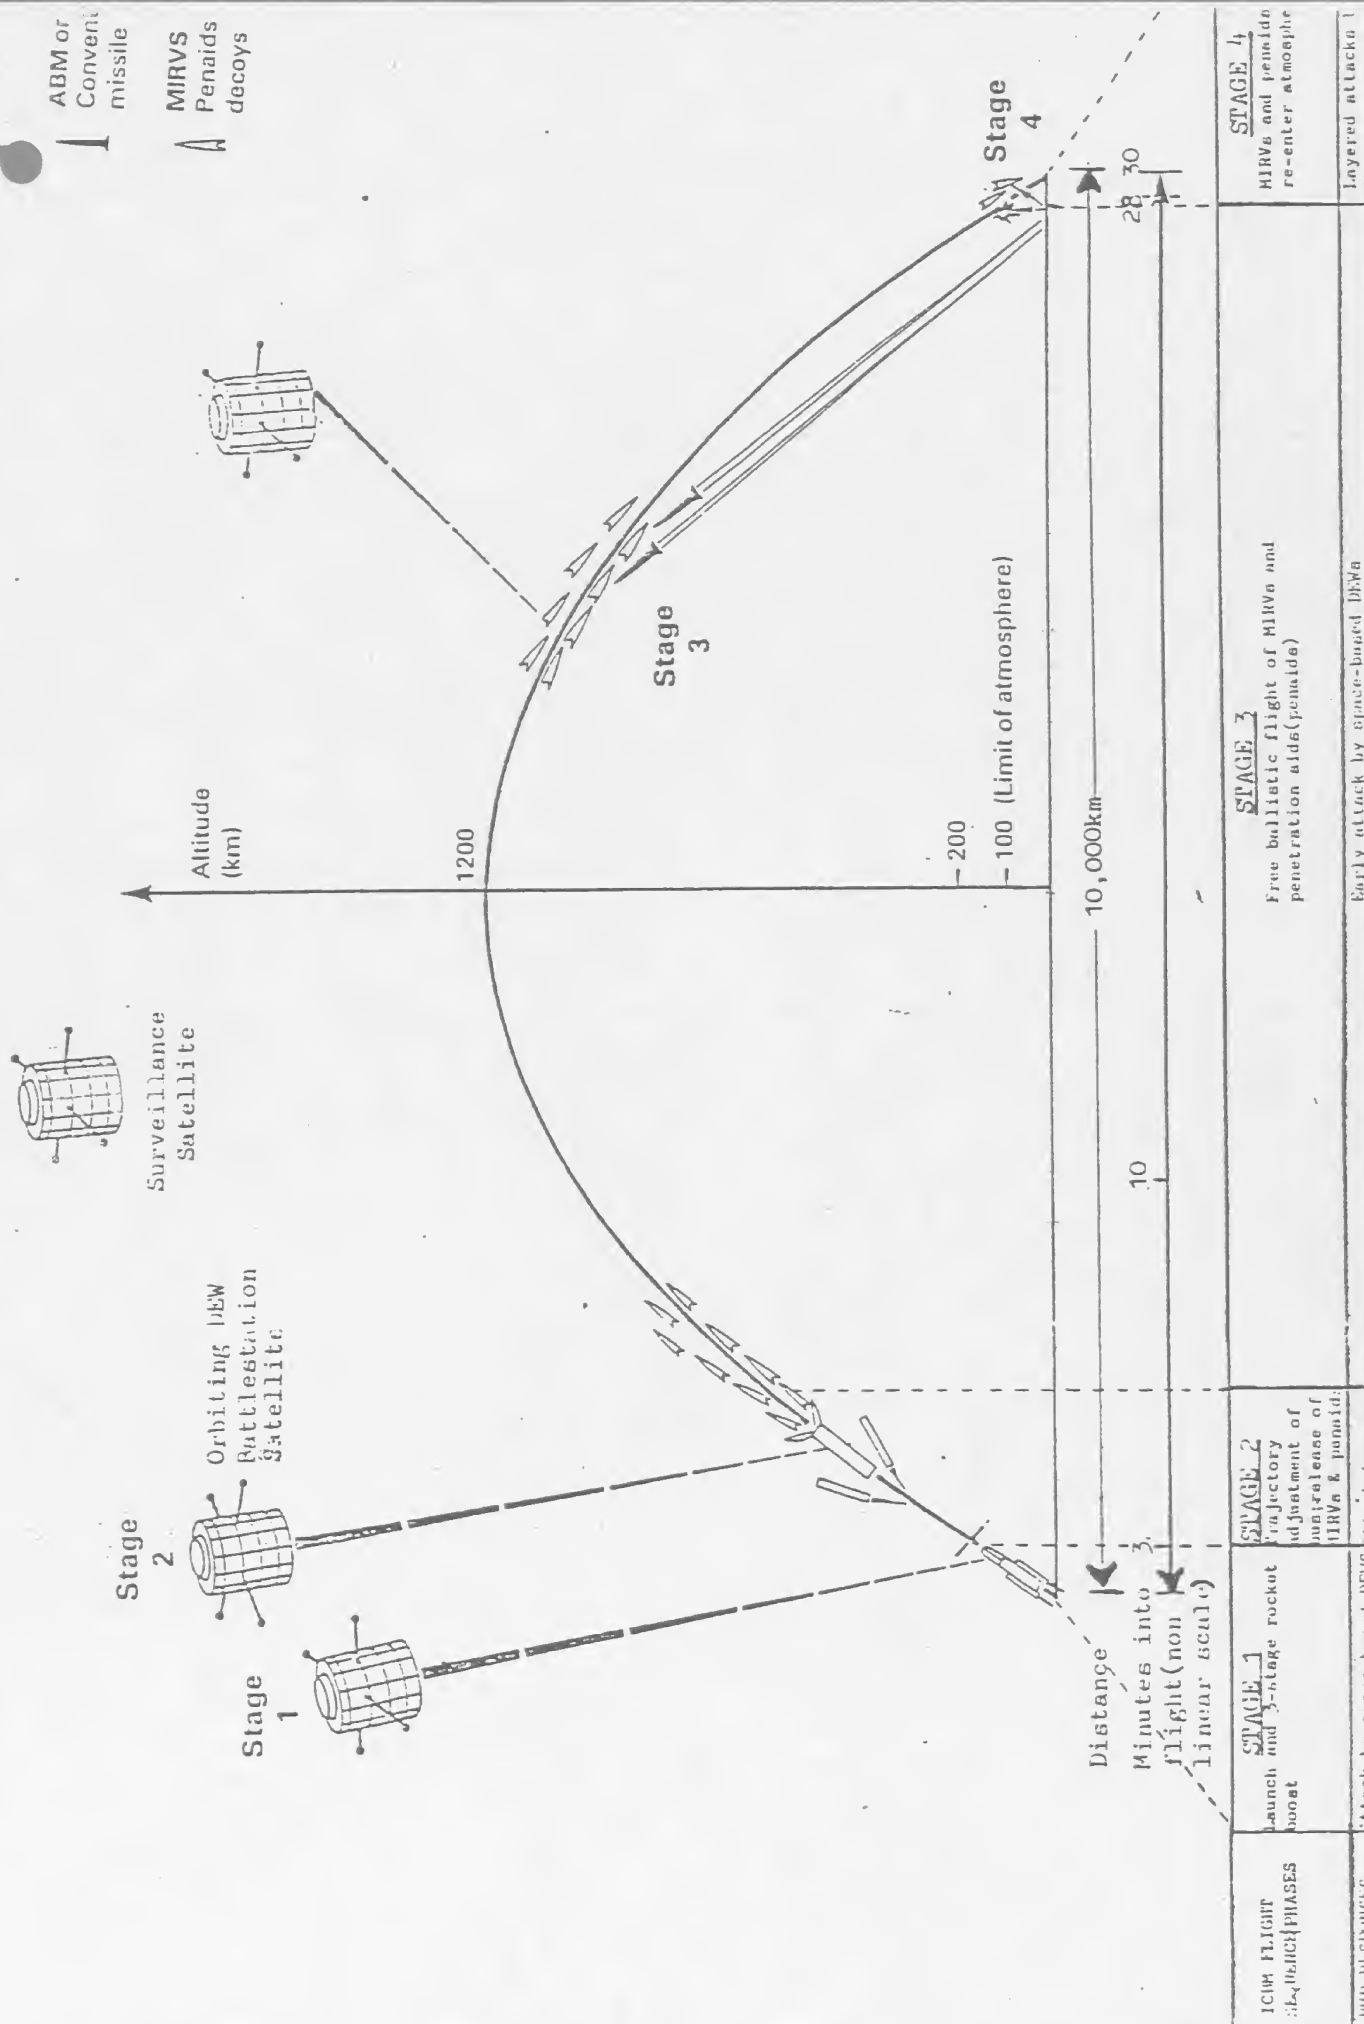 ABM or
missile
MIRVS
Penaids
decoys
Surveillance
Satellite
Altitude
(km)
Orbiting DEW
Battlestation
Satellite
Stage
2
Stage
1
1200
Stage
3
Stage
4
200
100 (Limit of atmosphere)
Distance
10,000km
Minutes into
flight(non
linear scale)
3
10
28
30
ICBM FLIGHT
PHASES
STAGE 1
Launch and 3-stage rocket
boost
STAGE 2
Trajectory
adjustment of
release of
MIRVs &
STAGE 3
Free ballistic flight of MIRVs and
penetration aids(penaids)
STAGE 4
MIRVs and penaids
re-enter
Early attack by space-based DEWs
Layered